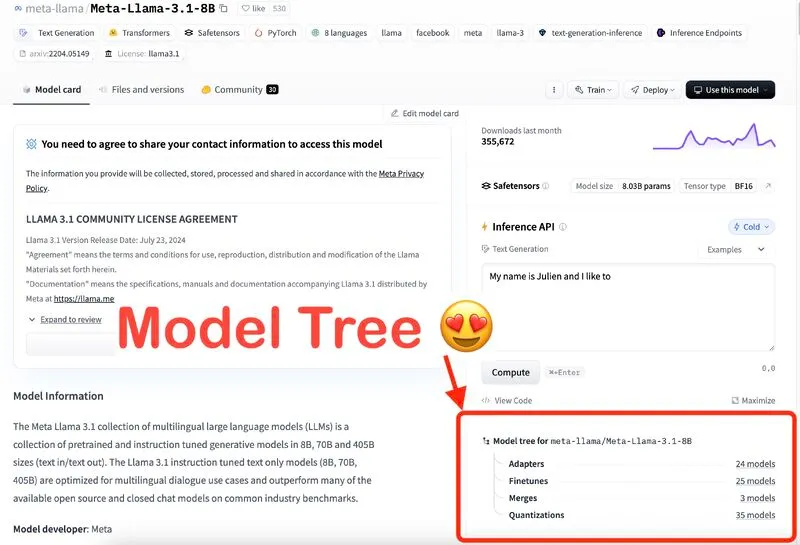 meta-llama/Meta-Llama-3.1-8B
like 530
Text Generation Transformers Safetensors PyTorch 8 languages llama facebook meta llama-3 text-generation-inference Inference Endpoints
arxiv:2204.05149 License: llama3.1
Model card Files and versions Community 30
Train Deploy Use this model
Edit model card
You need to agree to share your contact information to access this model
The information you provide will be collected, stored, processed and shared in accordance with the Meta Privacy
Policy.
LLAMA 3.1 COMMUNITY LICENSE AGREEMENT
Llama 3.1 Version Release Date: July 23, 2024
"Agreement" means the terms and conditions for use, reproduction, distribution and modification of the Llama
Materials set forth herein.
"Documentation" means the specifications, manuals and documentation accompanying Llama 3.1 distributed by
Meta at https://llama.me
Expand to review
Model Tree
Model Information
The Meta Llama 3.1 collection of multilingual large language models (LLMs) is a
collection of pretrained and instruction tuned generative models in 8B, 70B and 405B
sizes (text in/text out). The Llama 3.1 instruction tuned text only models (8B, 70B,
405B) are optimized for multilingual dialogue use cases and outperform many of the
available open source and closed chat models on common industry benchmarks.
Model developer: Meta
Downloads last month
355,672
Safetensors Model size 8.03B params Tensor type BF16
Inference API Cold
Text Generation Examples
My name is Julien and I like to
Compute ⌘+Enter 0.0
View Code Maximize
Model tree for meta-llama/Meta-Llama-3.1-8B
Adapters 24 models
Finetunes 25 models
Merges 3 models
Quantizations 35 models